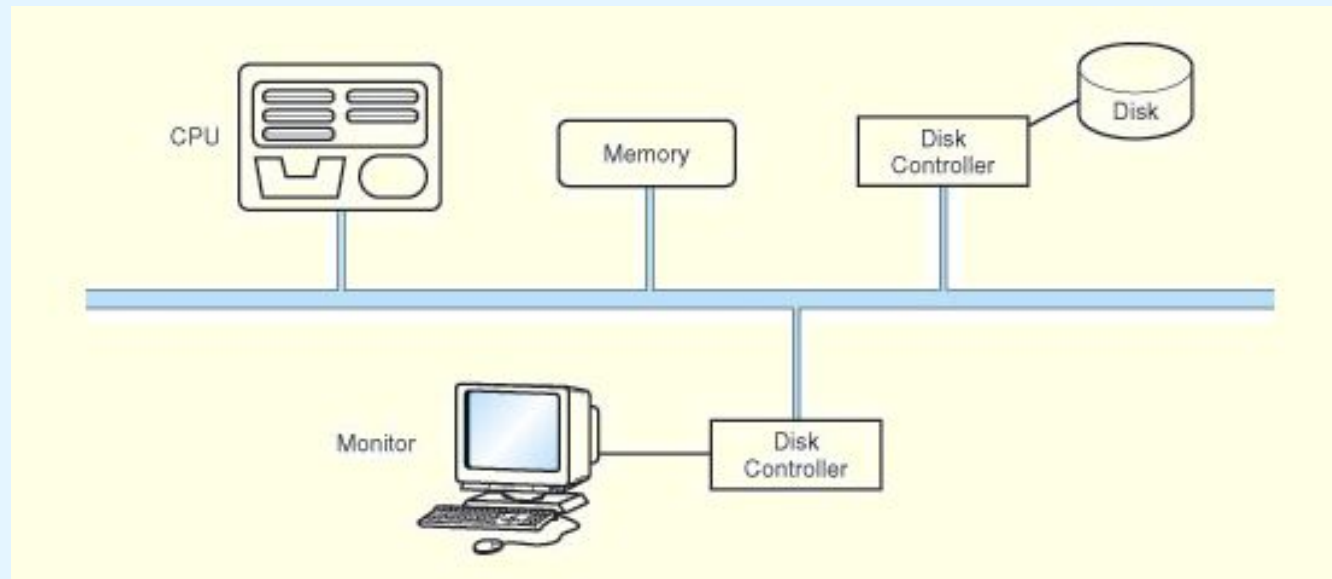 CPU
Memory
Disk
Controller
Disk
Monitor
Disk
Controller